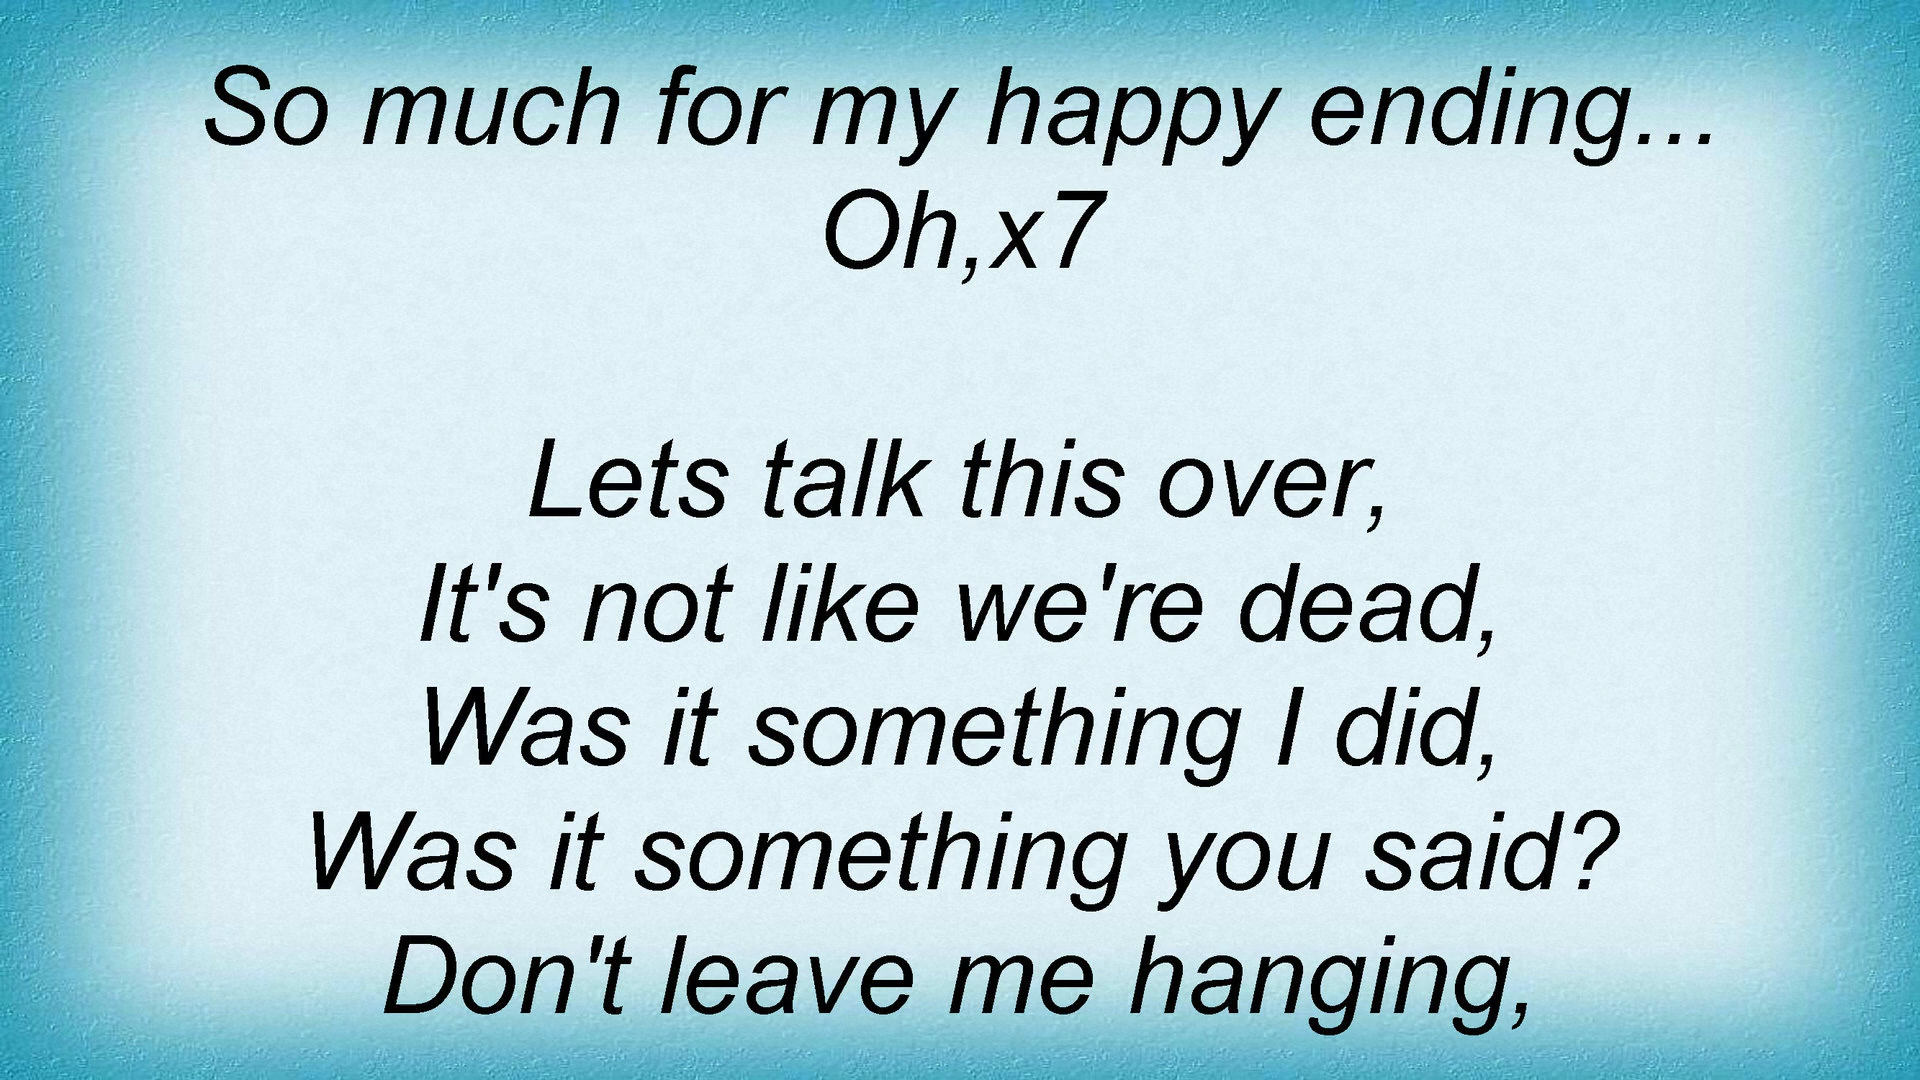 So much for my happy ending...
Oh,x7
Lets talk this over,
It's not like we're dead,
Was it something I did,
Was it something you said?
Don't leave me hanging,